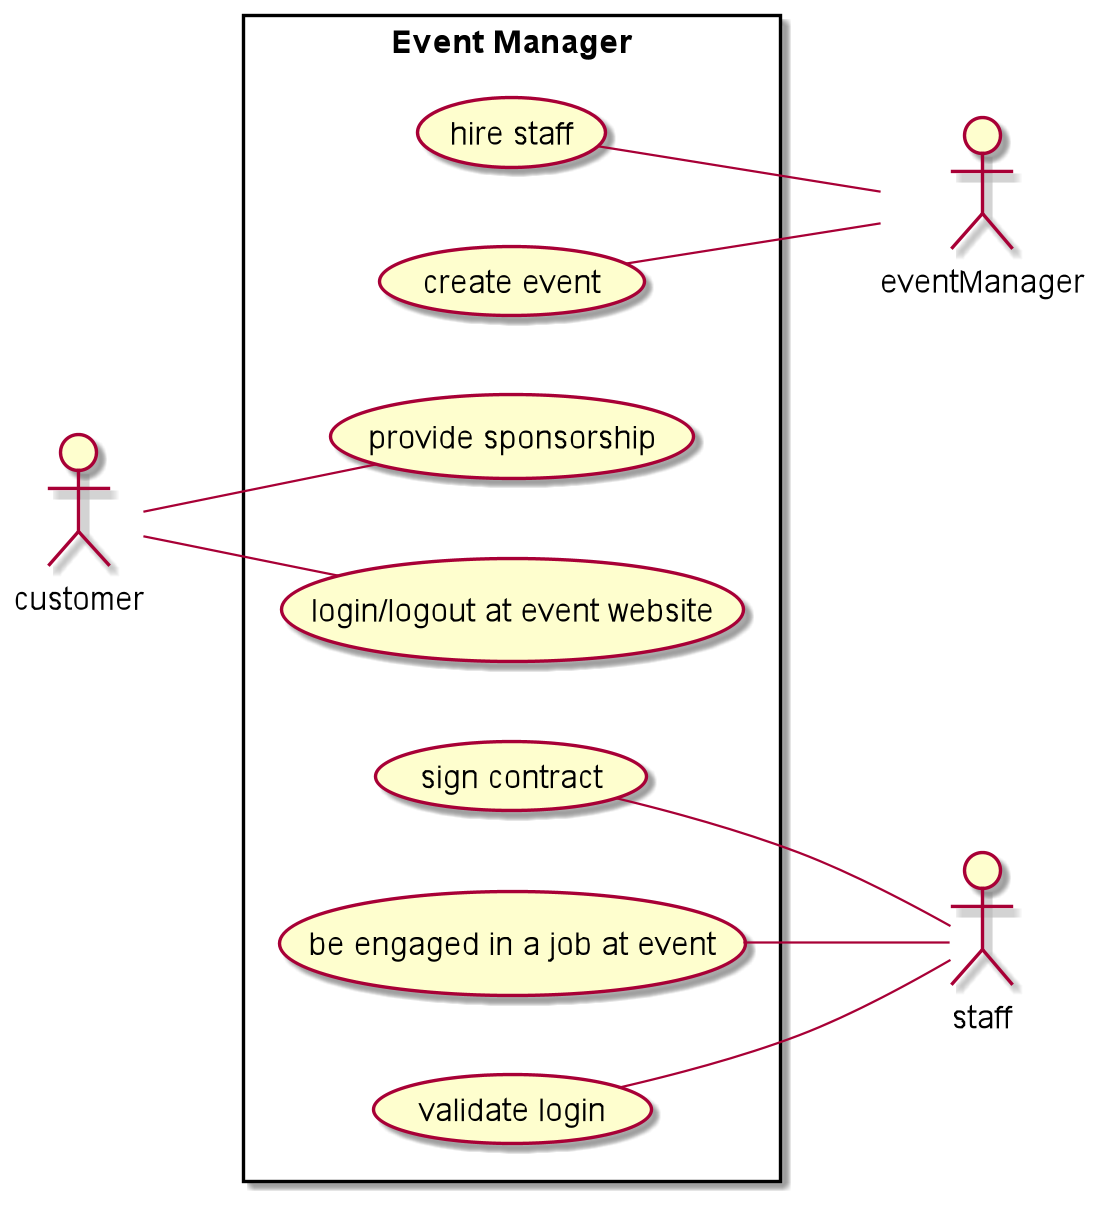 Event Manager
hire staff
create event
eventManager
provide sponsorship
customer
login/logout at event website
sign contract
be engaged in a job at event
staff
validate login